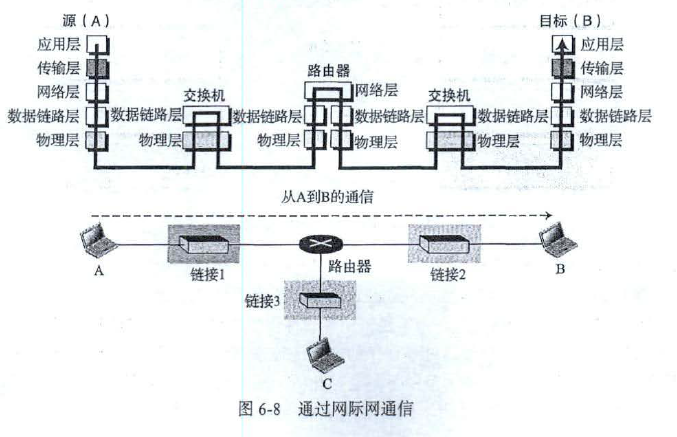 源（A）
目标（B）
应用层
应用层
传输层
路由器
传输层
网络层
交换机
网络层
交换机
网络层
数据链路层
数据链路层
数据链路层
数据链路层
数据链路层
数据链路层
物理层
物理层
物理层
物理层
物理层
物理层
从A到B的通信
A
链接1
路由器
链接2
B
链接3
C
图 6-8 通过网际网通信